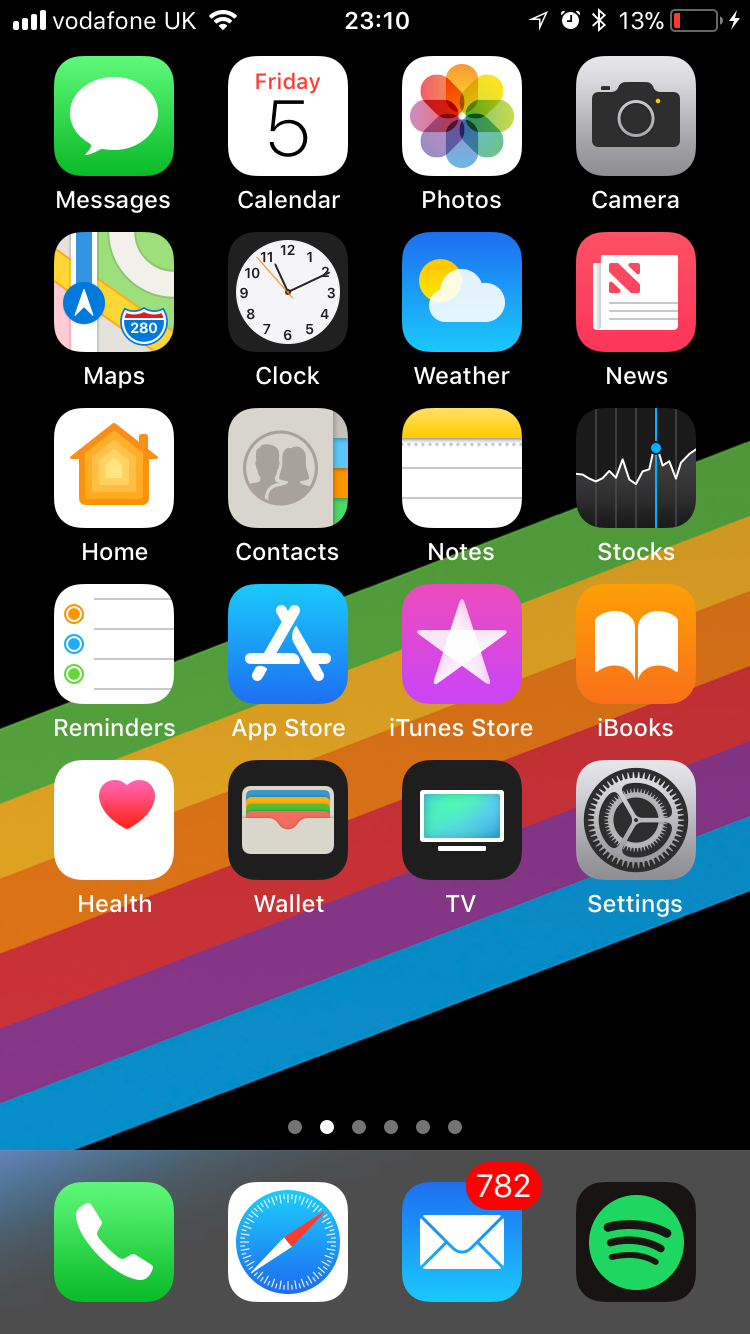 vodafone UK 23:10 13%
Friday
5
Messages Calendar Photos Camera
280
12
11 1
10 2
9 3
8 4
7 5
6
Maps Clock Weather News
Home Contacts Notes Stocks
Reminders App Store iTunes Store iBooks
Health Wallet TV Settings
782